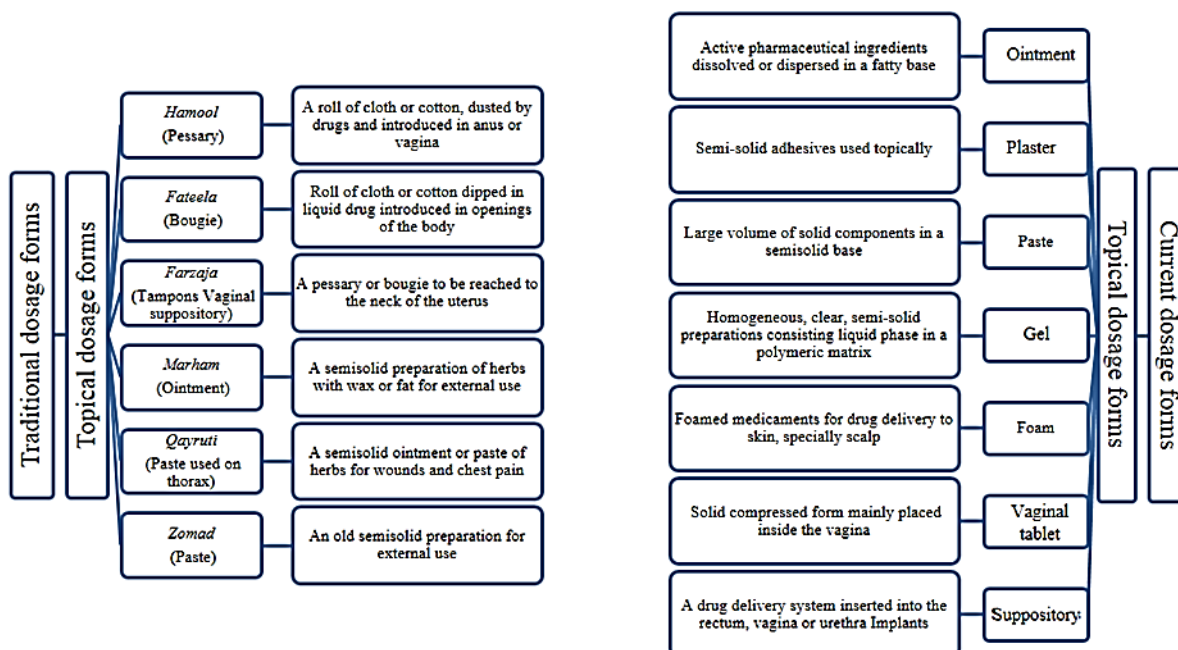 Traditional dosage forms
Topical dosage forms
Hamool
(Pessary)
A roll of cloth or cotton, dusted by
drugs and introduced in anus or
vagina
Fateela
(Bougie)
Roll of cloth or cotton dipped in
liquid drug introduced in openings
of the body
Farzaja
(Tampons Vaginal
suppository)
A pessary or bougie to be reached to
the neck of the uterus
Marham
(Ointment)
A semisolid preparation of herbs
with wax or fat for external use
Qayruti
(Paste used on
thorax)
A semisolid ointment or paste of
herbs for wounds and chest pain
Zomad
(Paste)
An old semisolid preparation for
external use
Active pharmaceutical ingredients
dissolved or dispersed in a fatty base
Ointment
Semi-solid adhesives used topically
Plaster
Large volume of solid components in a
semisolid base
Paste
Homogeneous, clear, semi-solid
preparations consisting liquid phase in a
polymeric matrix
Gel
Foamed medicaments for drug delivery to
skin, specially scalp
Foam
Solid compressed form mainly placed
inside the vagina
Vaginal
tablet
A drug delivery system inserted into the
rectum, vagina or urethra Implants
Suppository
Topical dosage forms
Current dosage forms